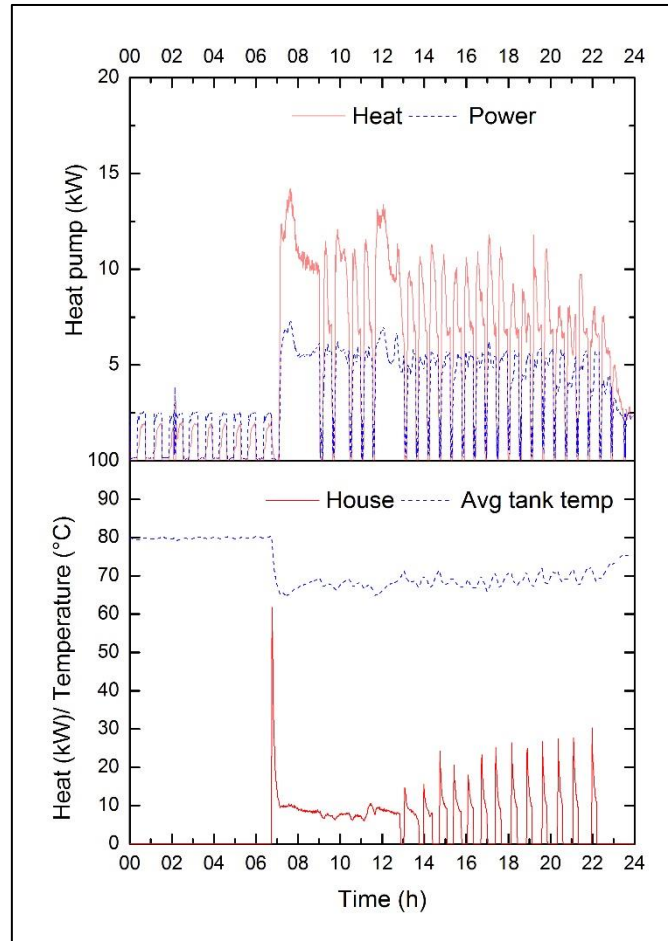 00 02 04 06 08 10 12 14 16 18 20 22 24
20
Heat Power
15
Heat pump (kW)
10
5
100
House Avg tank temp
90
80
70
60
Heat (kW)/ Temperature (°C)
50
40
30
20
10
0
00 02 04 06 08 10 12 14 16 18 20 22 24
Time (h)